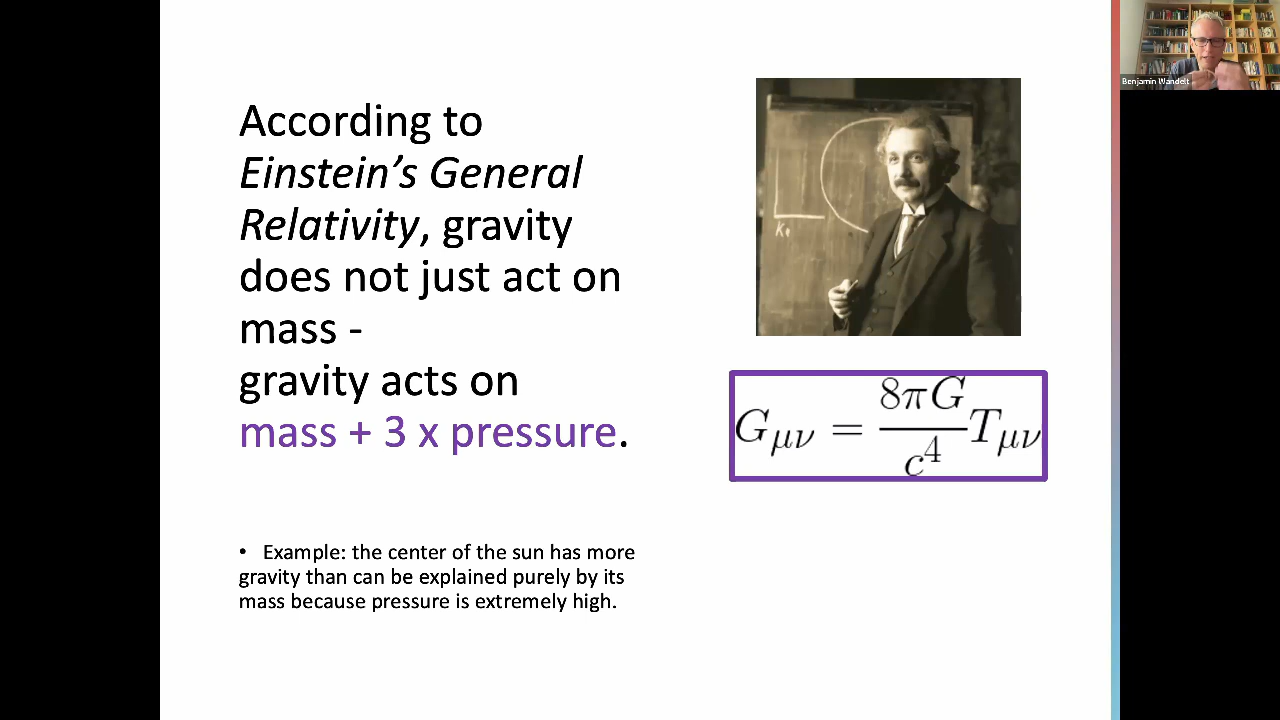 According to
Einstein’s General
Relativity, gravity
does not just act on
mass -
gravity acts on
mass + 3 x pressure.
• Example: the center of the sun has more
gravity than can be explained purely by its
mass because pressure is extremely high.
G_{μν} = \frac{8πG}{c^4} T_{μν}
Benjamin Wandelt